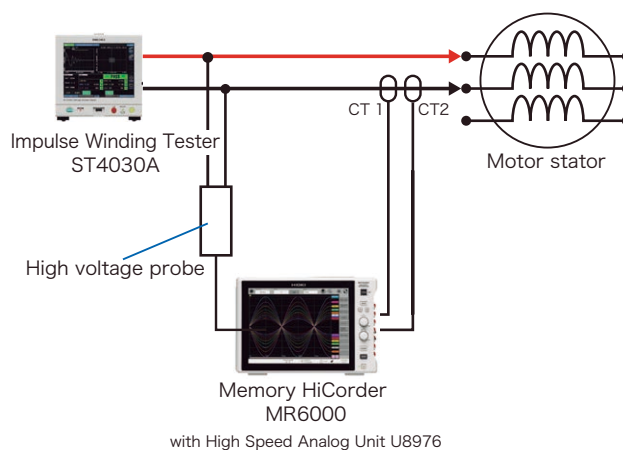 CT 1
CT2
Impulse Winding Tester
ST4030A
Motor stator
High voltage probe
Memory HiCorder
MR6000
with High Speed Analog Unit U8976